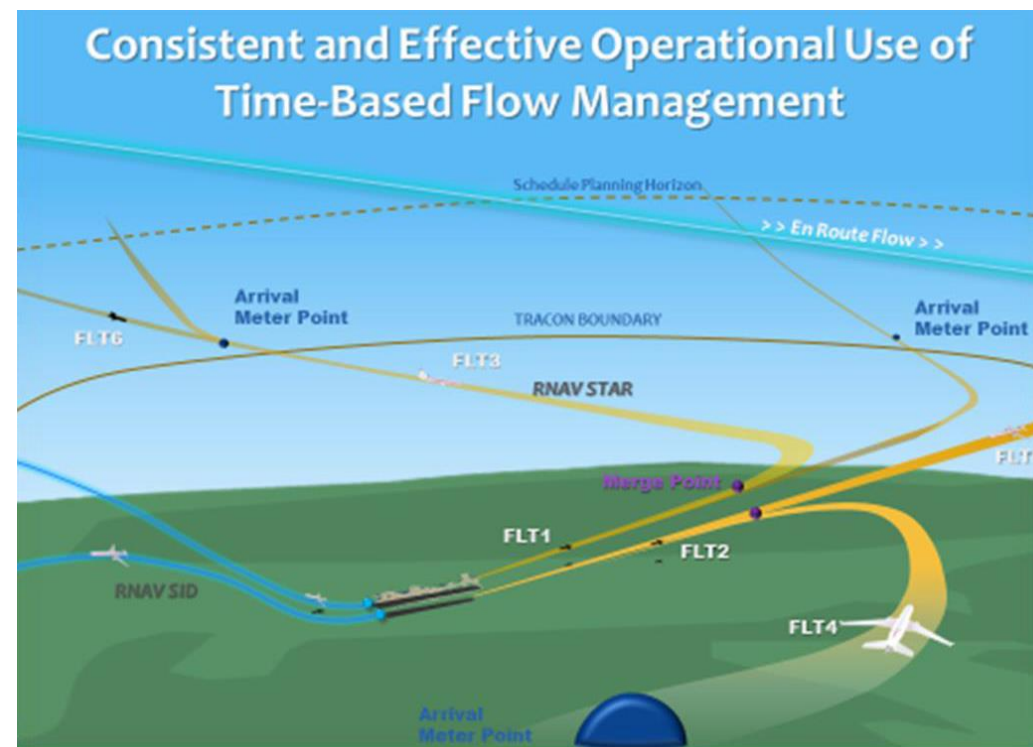 Consistent and Effective Operational Use of
Time-Based Flow Management
Schedule Planning Horizon
> > En Route Flow > >
Arrival
Meter Point
Arrival
Meter Point
TRACON BOUNDARY
FLT6
FLT3
RNAV STAR
FLT
Merge Point
FLT1
FLT2
RNAV SID
FLT4
Arrival
Meter Point